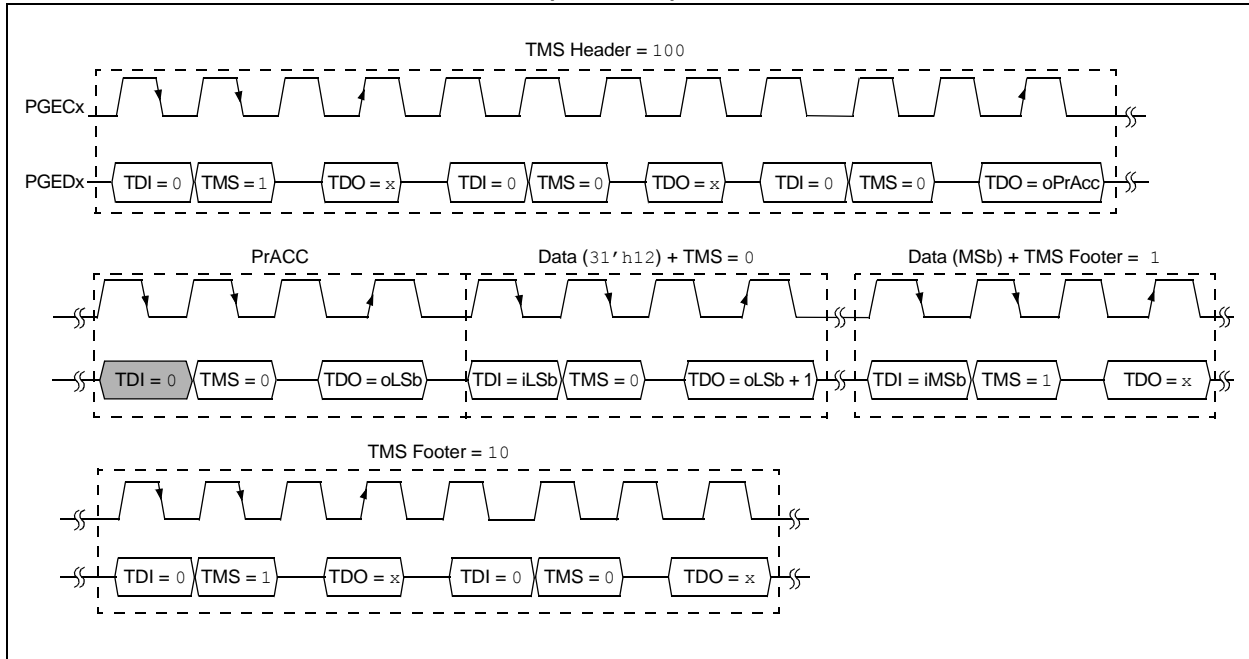 TMS Header = 100
PGECx
PGEDx
TDI = 0 TMS = 1 TDO = x TDI = 0 TMS = 0 TDO = x TDI = 0 TMS = 0 TDO = oPrAcc
PrACC Data (31’h12) + TMS = 0 Data (MSb) + TMS Footer = 1
TDI = 0 TMS = 0 TDO = oLSb TDI = iLSb TMS = 0 TDO = oLSb + 1 TDI = iMSb TMS = 1 TDO = x
TMS Footer = 10
TDI = 0 TMS = 1 TDO = x TDI = 0 TMS = 0 TDO = x